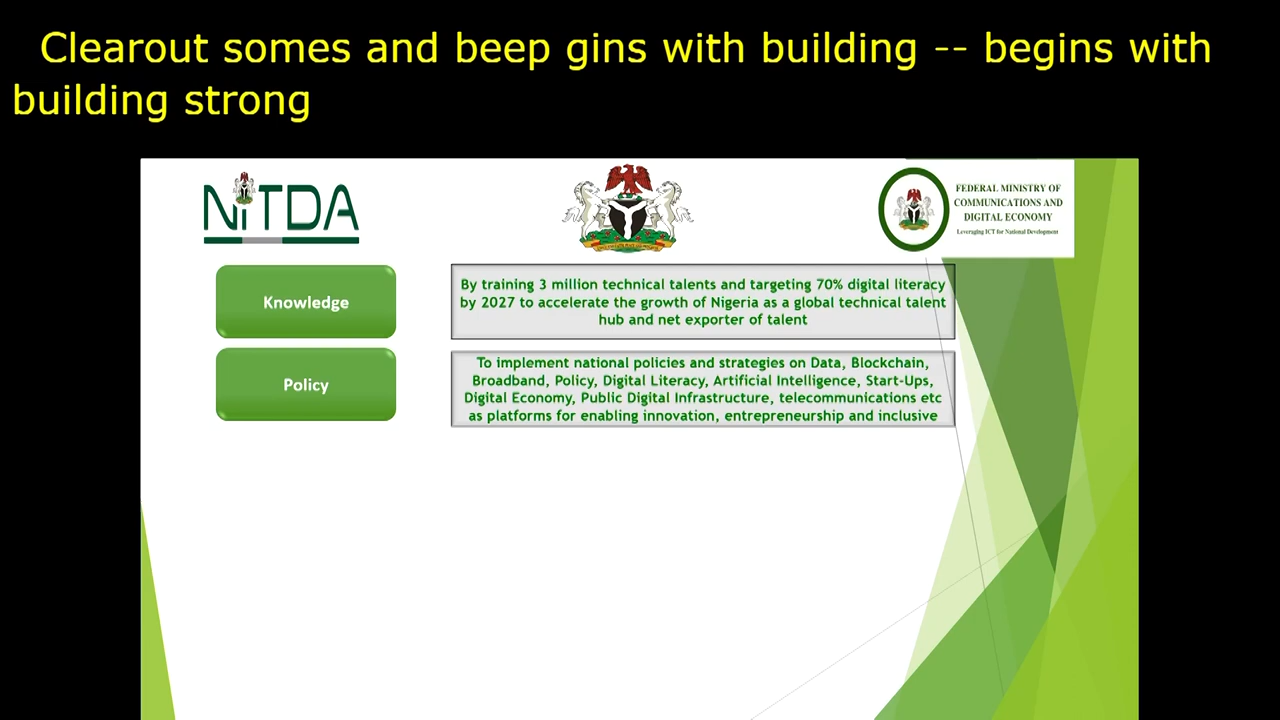 Clearout somes and beep gins with building -- begins with
building strong
NiTDA
FEDERAL MINISTRY OF
COMMUNICATIONS AND
DIGITAL ECONOMY
Leveraging ICT for National Development
Knowledge
By training 3 million technical talents and targeting 70% digital literacy
by 2027 to accelerate the growth of Nigeria as a global technical talent
hub and net exporter of talent
Policy
To implement national policies and strategies on Data, Blockchain,
Broadband, Policy, Digital Literacy, Artificial Intelligence, Start-Ups,
Digital Economy, Public Digital Infrastructure, telecommunications etc
as platforms for enabling innovation, entrepreneurship and inclusive